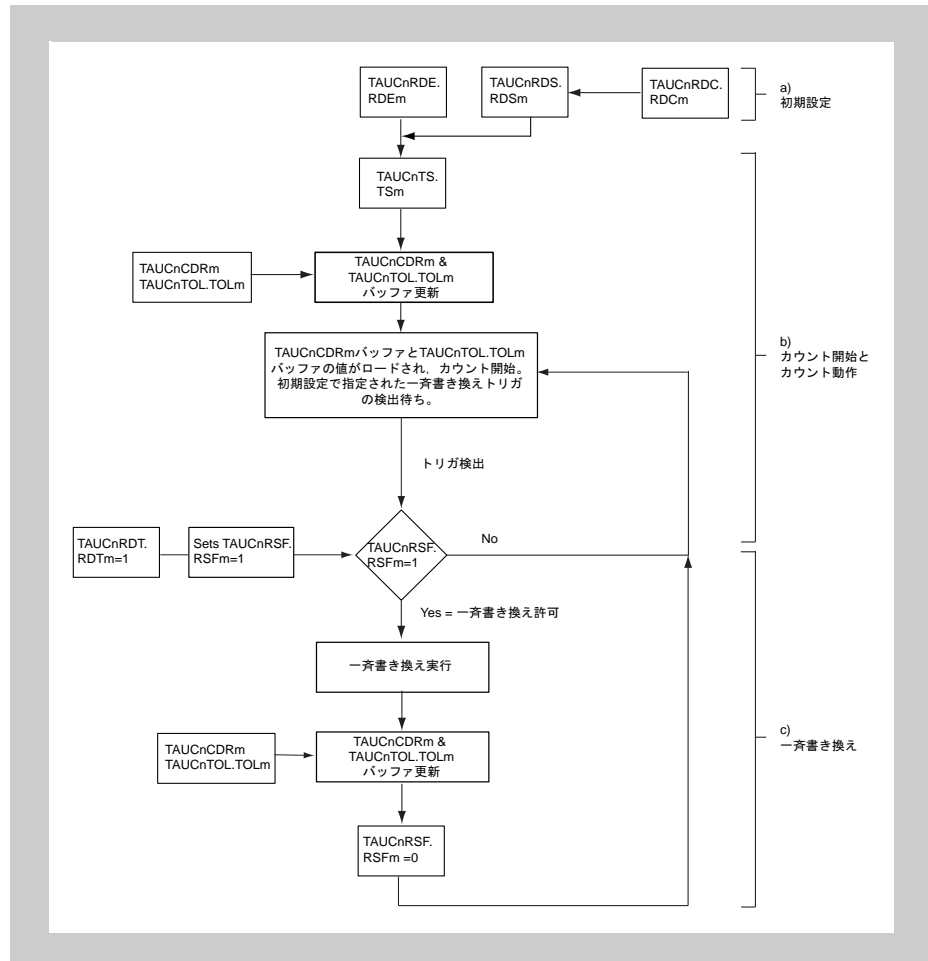 TAUCnRDE.
RDEm
TAUCnRDS.
RDSm
TAUCnRDC.
RDCm
a)
初期設定
TAUCnTS.
TSm
TAUCnCDRm
TAUCnTOL.TOLm
TAUCnCDRm &
TAUCnTOL.TOLm
バッファ更新
TAUCnCDRmバッファとTAUCnTOL.TOLm
バッファの値がロードされ，カウント開始。
初期設定で指定された一斉書き換えトリガ
の検出待ち。
b)
カウント開始と
カウント動作
トリガ検出
TAUCnRDT.
RDTm=1
Sets TAUCnRSF.
RSFm=1
TAUCnRSF.
RSFm=1
No
Yes = 一斉書き換え許可
一斉書き換え実行
TAUCnCDRm
TAUCnTOL.TOLm
TAUCnCDRm &
TAUCnTOL.TOLm
バッファ更新
c)
一斉書き換え
TAUCnRSF.
RSFm =0